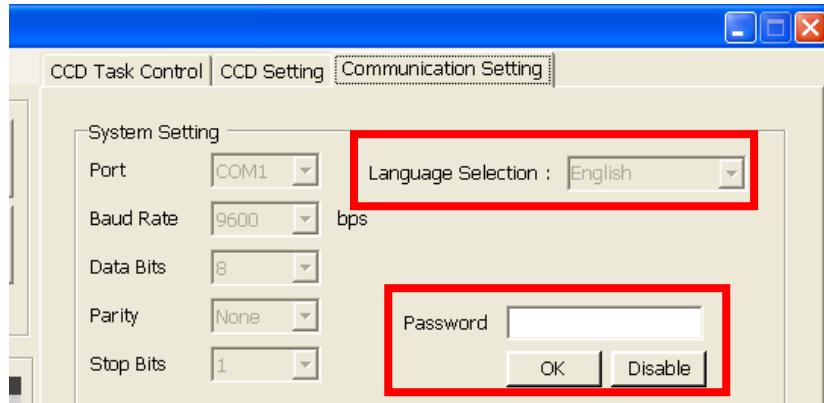 CCD Task Control CCD Setting Communication Setting
System Setting
Port COM1 Language Selection : English
Baud Rate 9600 bps
Data Bits 8
Parity None Password
Stop Bits 1 OK Disable